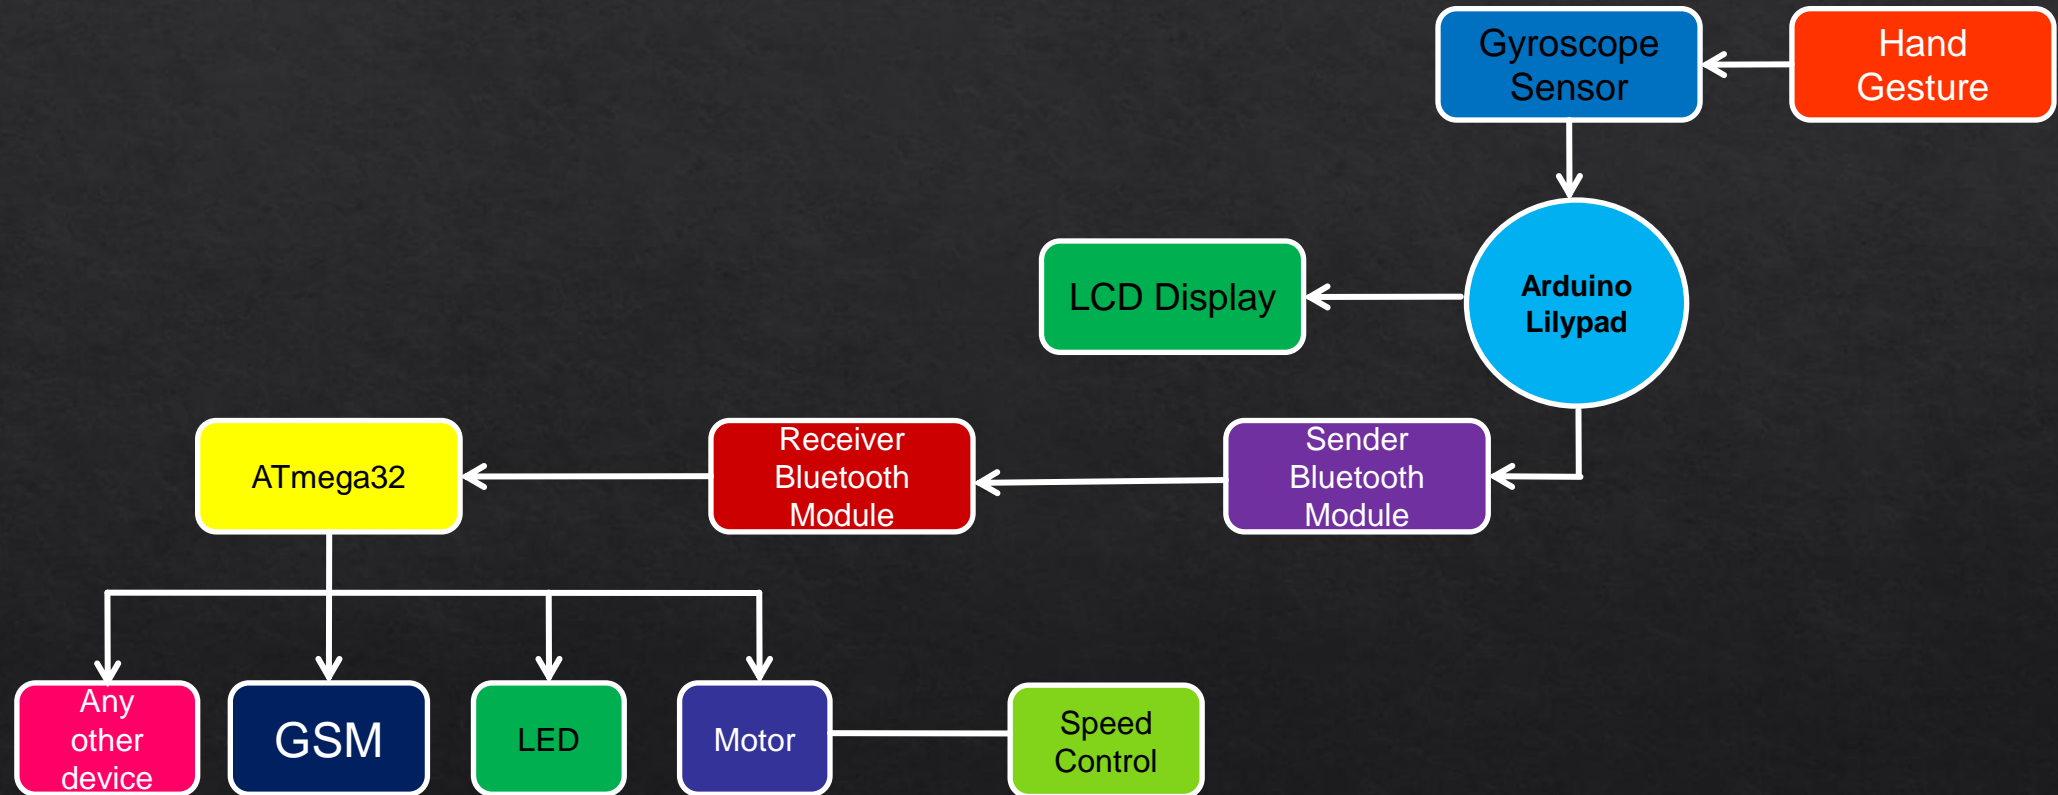 Gyroscope
Sensor
Hand
Gesture
Arduino
Lilypad
LCD Display
ATmega32
Receiver
Bluetooth
Module
Sender
Bluetooth
Module
Any
other
device
GSM
LED
Motor
Speed
Control